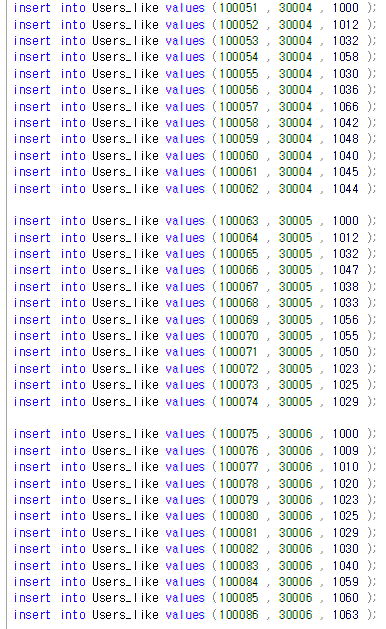 insert into Users_like values (100051 , 30004 , 1000 );
insert into Users_like values (100052 , 30004 , 1012 );
insert into Users_like values (100053 , 30004 , 1032 );
insert into Users_like values (100054 , 30004 , 1058 );
insert into Users_like values (100055 , 30004 , 1030 );
insert into Users_like values (100056 , 30004 , 1036 );
insert into Users_like values (100057 , 30004 , 1066 );
insert into Users_like values (100058 , 30004 , 1042 );
insert into Users_like values (100059 , 30004 , 1048 );
insert into Users_like values (100060 , 30004 , 1040 );
insert into Users_like values (100061 , 30004 , 1045 );
insert into Users_like values (100062 , 30004 , 1044 );
insert into Users_like values (100063 , 30005 , 1000 );
insert into Users_like values (100064 , 30005 , 1012 );
insert into Users_like values (100065 , 30005 , 1032 );
insert into Users_like values (100066 , 30005 , 1047 );
insert into Users_like values (100067 , 30005 , 1038 );
insert into Users_like values (100068 , 30005 , 1033 );
insert into Users_like values (100069 , 30005 , 1056 );
insert into Users_like values (100070 , 30005 , 1055 );
insert into Users_like values (100071 , 30005 , 1050 );
insert into Users_like values (100072 , 30005 , 1023 );
insert into Users_like values (100073 , 30005 , 1025 );
insert into Users_like values (100074 , 30005 , 1029 );
insert into Users_like values (100075 , 30006 , 1000 );
insert into Users_like values (100076 , 30006 , 1009 );
insert into Users_like values (100077 , 30006 , 1010 );
insert into Users_like values (100078 , 30006 , 1020 );
insert into Users_like values (100079 , 30006 , 1023 );
insert into Users_like values (100080 , 30006 , 1025 );
insert into Users_like values (100081 , 30006 , 1029 );
insert into Users_like values (100082 , 30006 , 1030 );
insert into Users_like values (100083 , 30006 , 1040 );
insert into Users_like values (100084 , 30006 , 1059 );
insert into Users_like values (100085 , 30006 , 1060 );
insert into Users_like values (100086 , 30006 , 1063 );